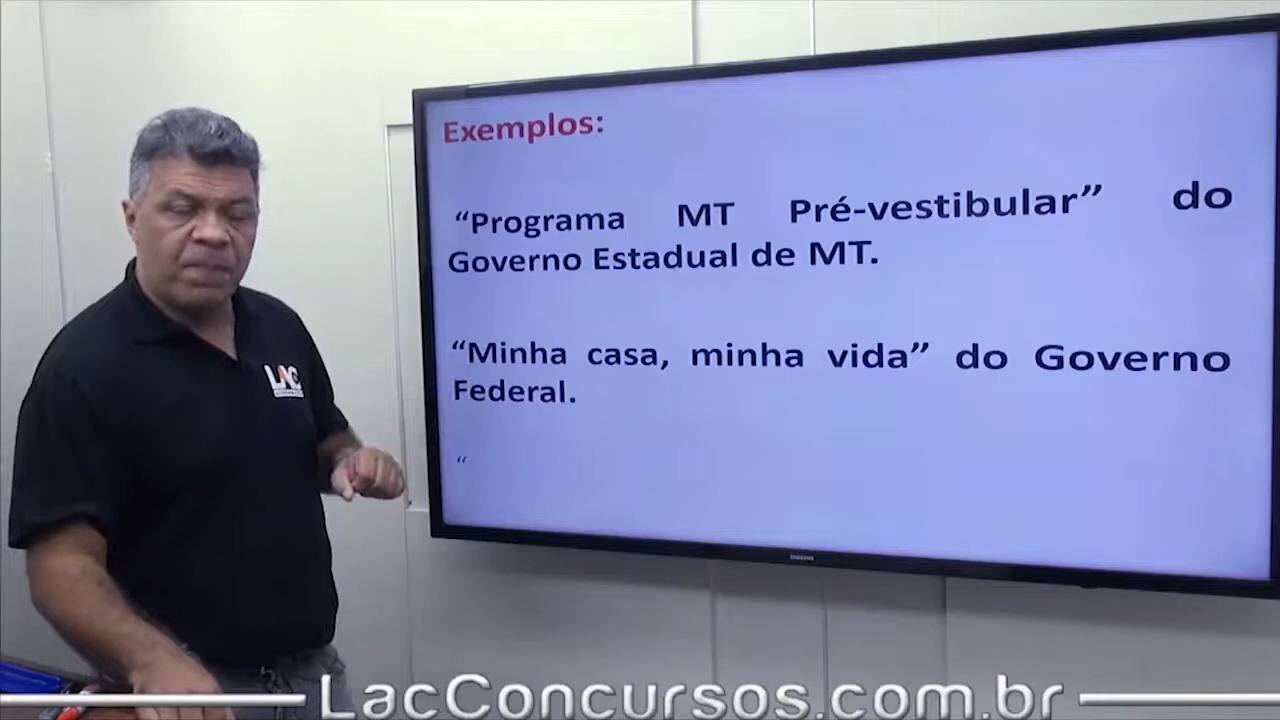 Exemplos:
“Programa MT Pré-vestibular” do
Governo Estadual de MT.
“Minha casa, minha vida” do Governo
Federal.
“
SAMSUNG
LAC
LacConcursos.com.br